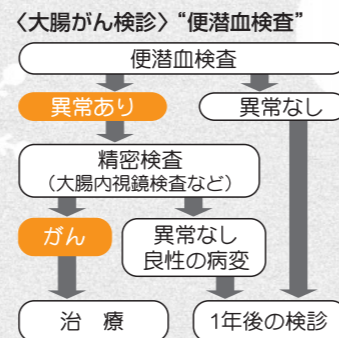 〈大腸がん検診〉“便潜血検査”
便潜血検査
異常あり
異常なし
精密検査
（大腸内視鏡検査など）
がん
異常なし
良性の病変
治　療
1年後の検診